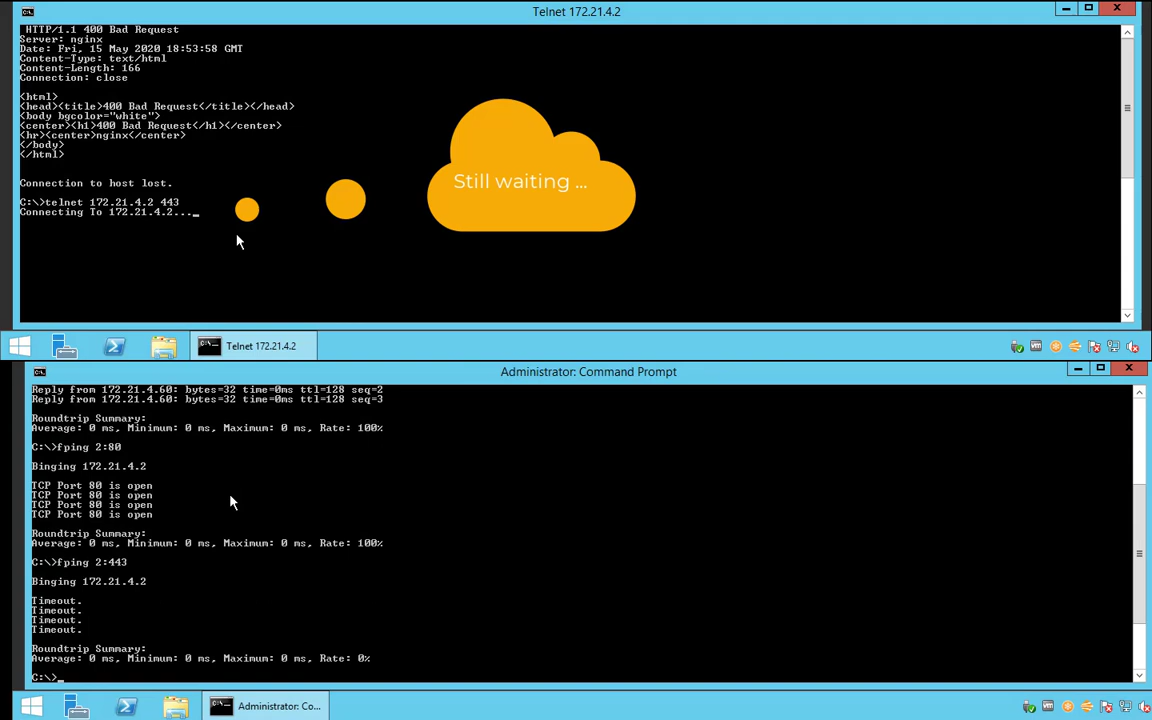 Telnet 172.21.4.2
HTTP/1.1 400 Bad Request
Server: nginx
Date: Fri, 15 May 2020 18:53:58 GMT
Content-Type: text/html
Content-Length: 166
Connection: close
<html>
<head><title>400 Bad Request</title></head>
<body bgcolor="white">
<center><h1>400 Bad Request</h1></center>
<hr><center>nginx</center>
</body>
</html>
Still waiting ...
Connection to host lost.
C:\>telnet 172.21.4.2 443
Connecting To 172.21.4.2..._
Telnet 172.21.4.2
Administrator: Command Prompt
Reply from 172.21.4.60: bytes=32 time=0ms ttl=128 seq=2
Reply from 172.21.4.60: bytes=32 time=0ms ttl=128 seq=3
Roundtrip Summary:
Average: 0 ms, Minimum: 0 ms, Maximum: 0 ms, Rate: 100%
C:\>fping 2:80
Binging 172.21.4.2
TCP Port 80 is open
TCP Port 80 is open
TCP Port 80 is open
TCP Port 80 is open
Roundtrip Summary:
Average: 0 ms, Minimum: 0 ms, Maximum: 0 ms, Rate: 100%
C:\>fping 2:443
Binging 172.21.4.2
Timeout.
Timeout.
Timeout.
Timeout.
Roundtrip Summary:
Average: 0 ms, Minimum: 0 ms, Maximum: 0 ms, Rate: 0%
C:\>_
Administrator: Co...